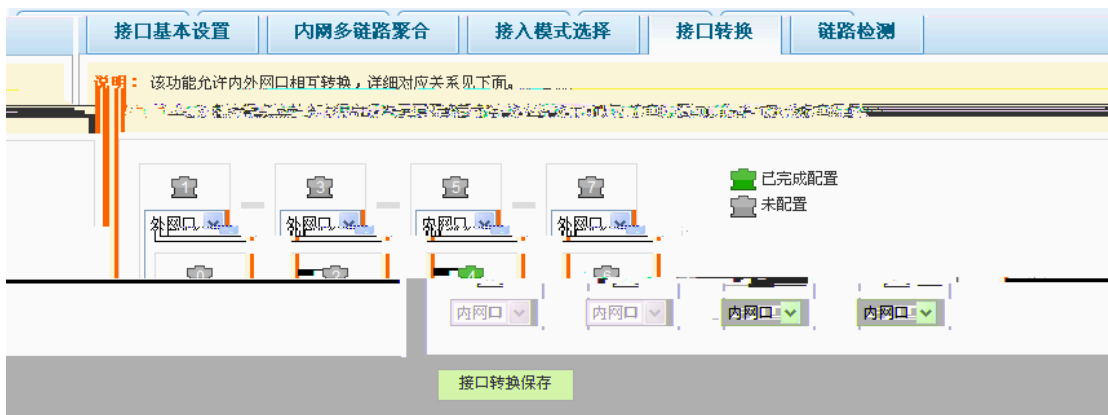 接口基本设置 内网多链路聚合 接入模式选择 接口转换 链路检测
说明： 该功能允许内外网口相互转换，详细对应关系见下面。
1 3 5 7 已完成配置
未配置
外网口 外网口 内网口 外网口
0 2 4 6
内网口 内网口 内网口 内网口
接口转换保存